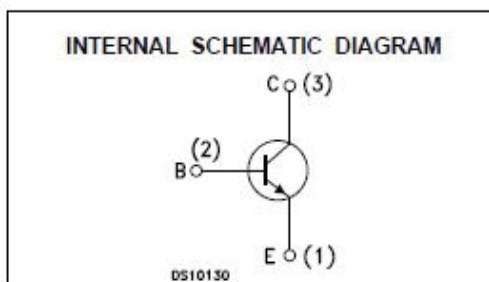 INTERNAL SCHEMATIC DIAGRAM
C (3)
(2)
B
E (1)
DS10130